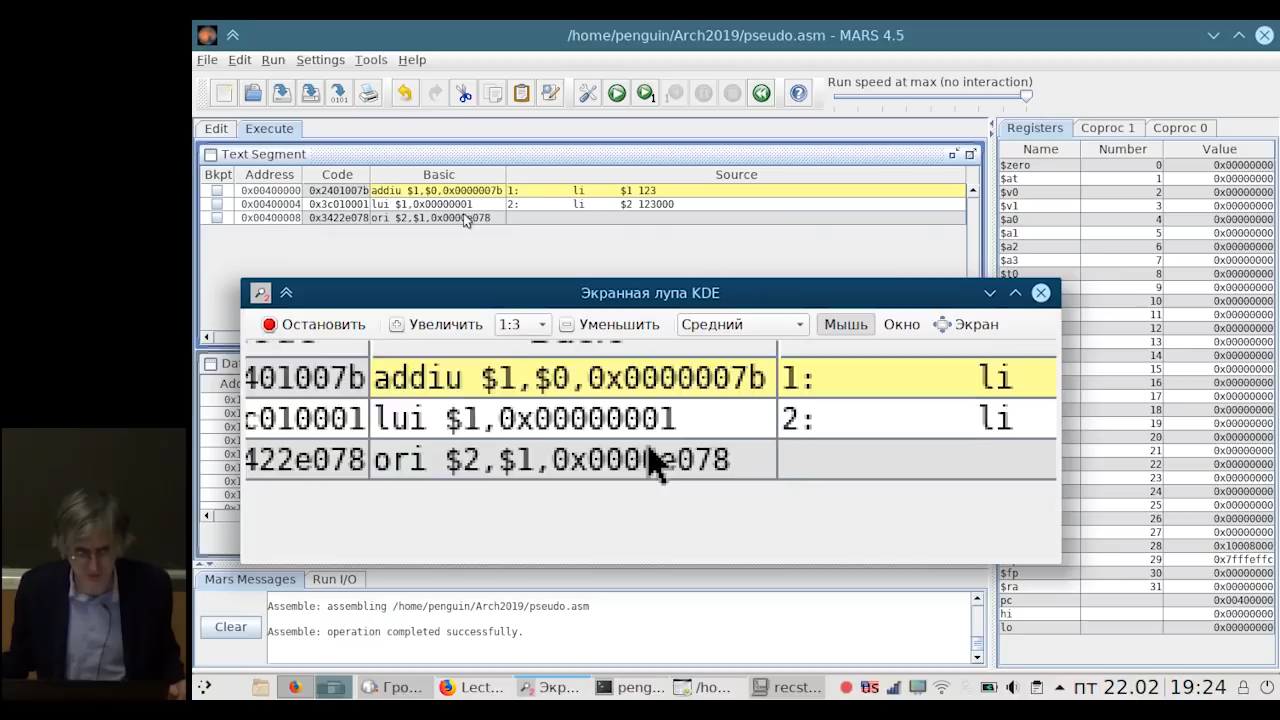 /home/penguin/Arch2019/pseudo.asm - MARS 4.5
File Edit Run Settings Tools Help
Run speed at max (no interaction)
Edit Execute
Registers Coproc 1 Coproc 0
Text Segment
Name Number Value
Bkpt Address Code Basic Source
0x00400000 0x2401007b addiu $1,$0,0x0000007b 1: li $1 123
0x00400004 0x3c010001 lui $1,0x00000001 2: li $2 123000
0x00400008 0x3422e078 ori $2,$1,0x0000e078
$zero 0 0x00000000
$at 1 0x00000000
$v0 2 0x00000000
$v1 3 0x00000000
$a0 4 0x00000000
$a1 5 0x00000000
$a2 6 0x00000000
$a3 7 0x00000000
$t0 8 0x00000000
9 0x00000000
10 0x00000000
11 0x00000000
12 0x00000000
13 0x00000000
14 0x00000000
15 0x00000000
16 0x00000000
17 0x00000000
18 0x00000000
19 0x00000000
20 0x00000000
21 0x00000000
22 0x00000000
23 0x00000000
24 0x00000000
25 0x00000000
26 0x00000000
27 0x00000000
28 0x10008000
29 0x7fffeffc
$fp 30 0x00000000
$ra 31 0x00000000
pc 0x00400000
hi 0x00000000
lo 0x00000000
Экранная лупа KDE
Остановить Увеличить 1:3 Уменьшить Средний Мышь Окно Экран
401007b addiu $1,$0,0x0000007b 1: li
c010001 lui $1,0x00000001 2: li
422e078 ori $2,$1,0x0000e078
Mars Messages Run I/O
Assemble: assembling /home/penguin/Arch2019/pseudo.asm
Clear
Assemble: operation completed successfully.
Гро... Lect... Экр... peng... /ho... recst... us пт 22.02 19:24